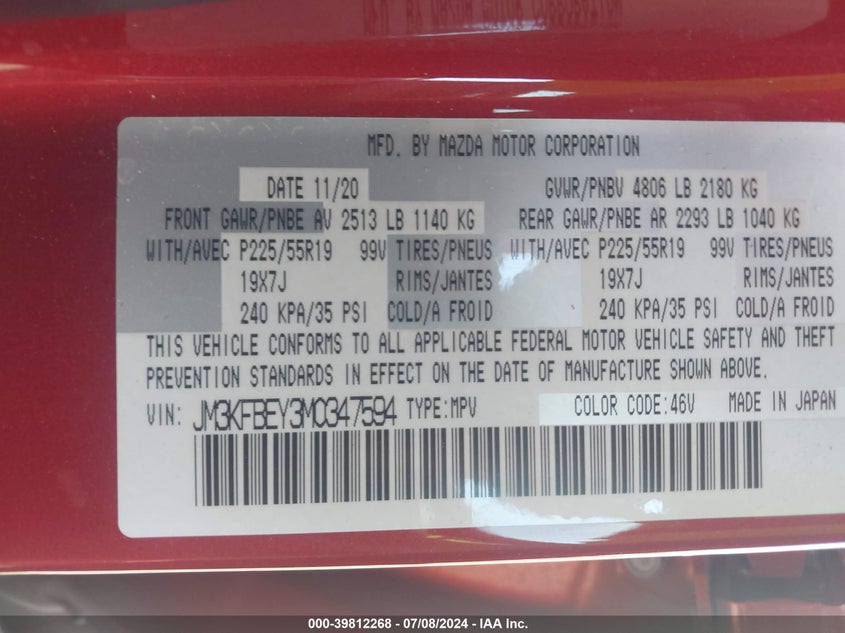 MFD. BY MAZDA MOTOR CORPORATION
DATE 11/20 GVWR/PNBV 4806 LB 2180 KG
FRONT GAWR/PNBE AV 2513 LB 1140 KG REAR GAWR/PNBE AR 2293 LB 1040 KG
WITH/AVEC P225/55R19 99V TIRES/PNEUS WITH/AVEC P225/55R19 99V TIRES/PNEUS
19X7J RIMS/JANTES 19X7J RIMS/JANTES
240 KPA/35 PSI COLD/A FROID 240 KPA/35 PSI COLD/A FROID
THIS VEHICLE CONFORMS TO ALL APPLICABLE FEDERAL MOTOR VEHICLE SAFETY AND THEFT
PREVENTION STANDARDS IN EFFECT ON THE DATE OF MANUFACTURE SHOWN ABOVE.
VIN: JM3KFBEY3M0347594 TYPE:MPV COLOR CODE:46V MADE IN JAPAN
000-39812268 - 07/08/2024 - IAA Inc.